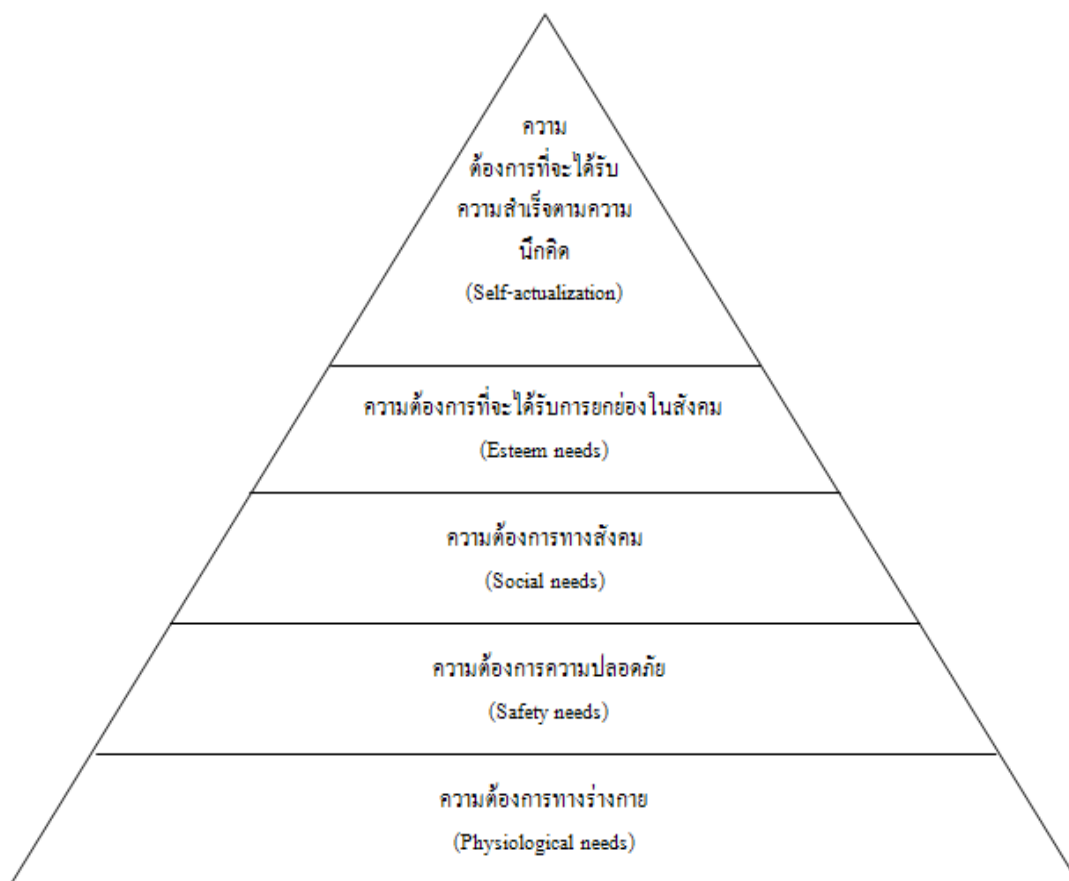 ความ
ต้องการที่จะได้รับ
ความสำเร็จตามความ
นึกคิด
(Self-actualization)
ความต้องการที่จะได้รับการยกย่องในสังคม
(Esteem needs)
ความต้องการทางสังคม
(Social needs)
ความต้องการความปลอดภัย
(Safety needs)
ความต้องการทางร่างกาย
(Physiological needs)